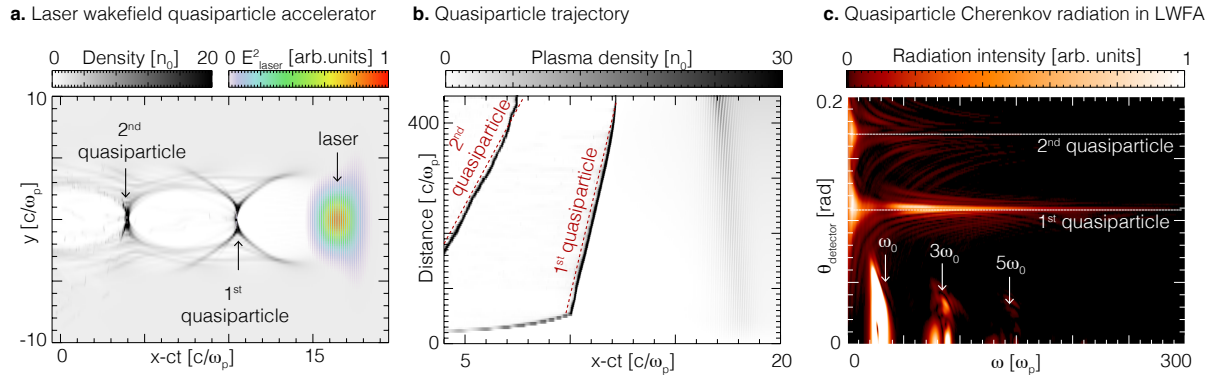 a. Laser wakefield quasiparticle accelerator
0 Density [n₀] 20
0 E²laser [arb.units] 1
10
y [c/ωₚ]
-10
2nd
quasiparticle
laser
1st
quasiparticle
0 15
x-ct [c/ωₚ]
b. Quasiparticle trajectory
0 Plasma density [n₀] 30
400
Distance [c/ωₚ]
0
2nd
quasiparticle
1st quasiparticle
5 20
x-ct [c/ωₚ]
c. Quasiparticle Cherenkov radiation in LWFA
0 1
Radiation intensity [arb. units]
0.2
θdetector [rad]
0
2nd quasiparticle
1st quasiparticle
ω₀
3ω₀
5ω₀
0 300
ω [ωₚ]